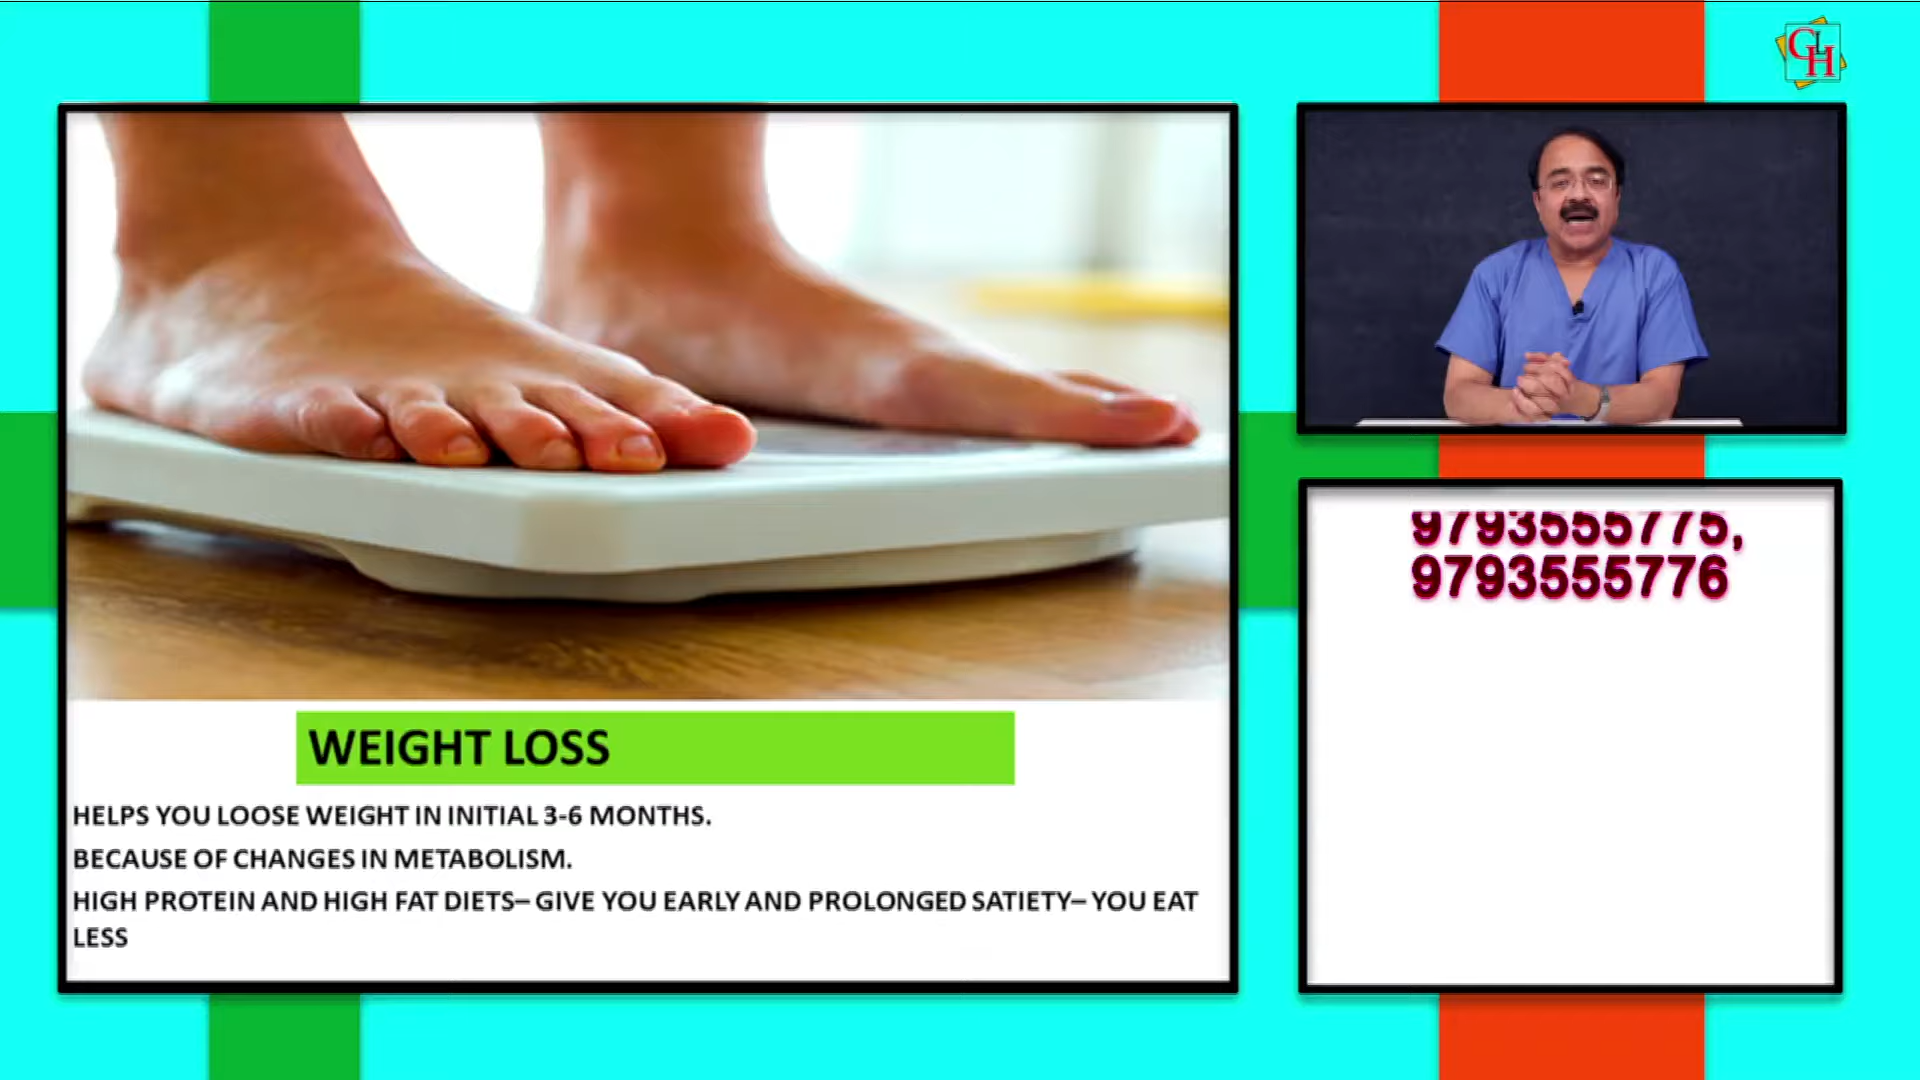 GLH
WEIGHT LOSS
HELPS YOU LOOSE WEIGHT IN INITIAL 3-6 MONTHS.
BECAUSE OF CHANGES IN METABOLISM.
HIGH PROTEIN AND HIGH FAT DIETS– GIVE YOU EARLY AND PROLONGED SATIETY– YOU EAT
LESS
9793555775,
9793555776